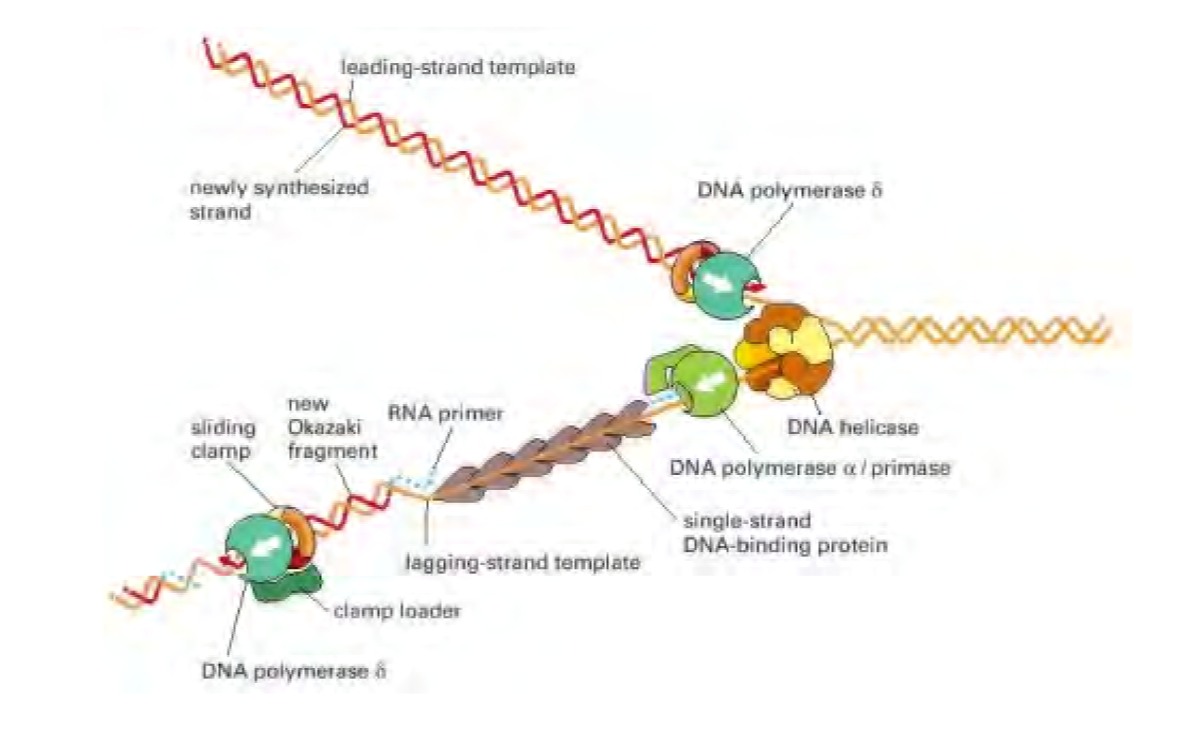 leading-strand template
newly synthesized
strand
DNA polymerase δ
new
Okazaki
fragment
RNA primer
sliding
clamp
DNA helicase
DNA polymerase α / primase
single-strand
DNA-binding protein
lagging-strand template
clamp loader
DNA polymerase δ